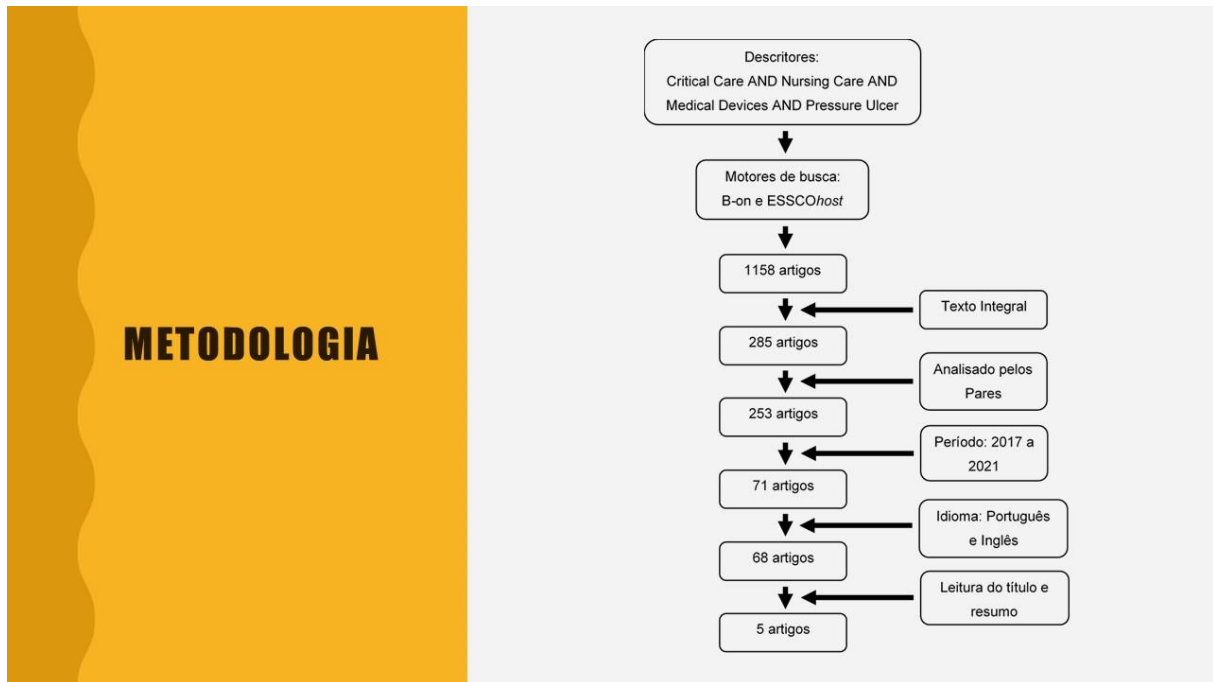 METODOLOGIA
Descritores:
Critical Care AND Nursing Care AND
Medical Devices AND Pressure Ulcer
Motores de busca:
B-on e ESSCOhost
1158 artigos
Texto Integral
285 artigos
Analisado pelos
Pares
253 artigos
Período: 2017 a
2021
71 artigos
Idioma: Português
e Inglês
68 artigos
Leitura do título e
resumo
5 artigos